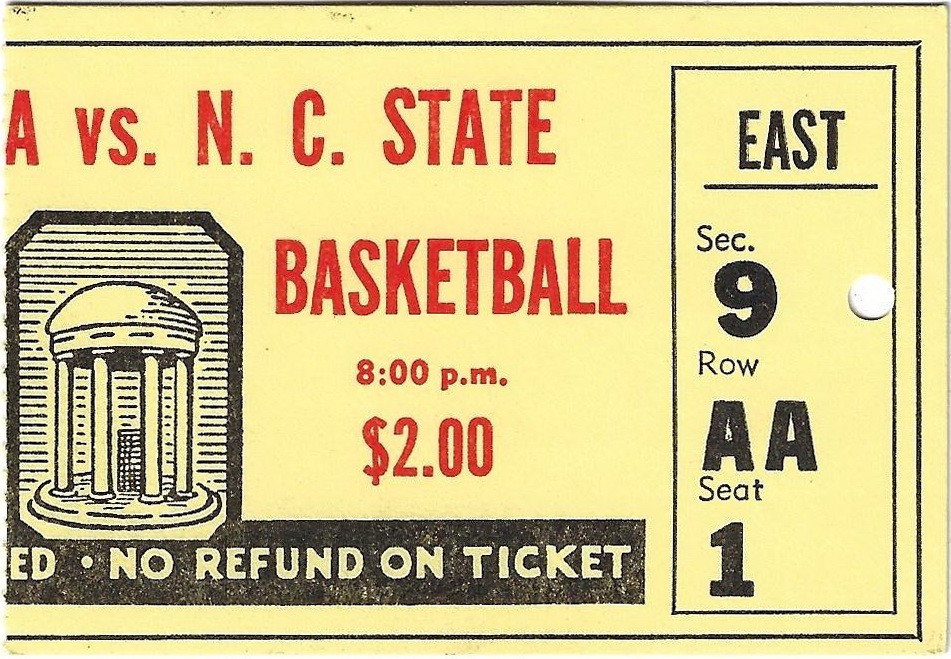 A vs. N. C. STATE
BASKETBALL
8:00 p.m.
$2.00
ED · NO REFUND ON TICKET
EAST
Sec.
9
Row
AA
Seat
1